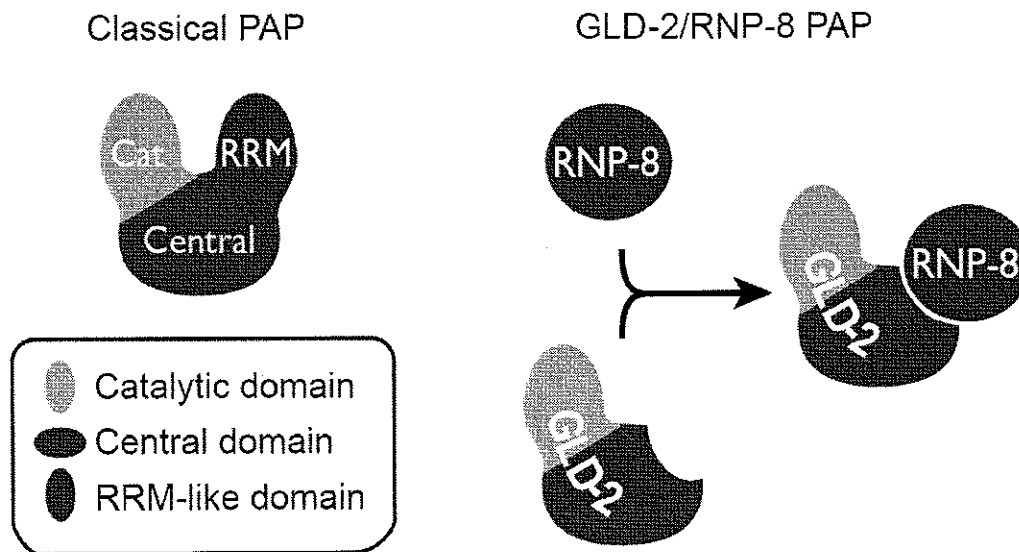 Classical PAP
Cat
RRM
Central
Catalytic domain
Central domain
RRM-like domain
GLD-2/RNP-8 PAP
RNP-8
GLD-2
GLD-2
RNP-8